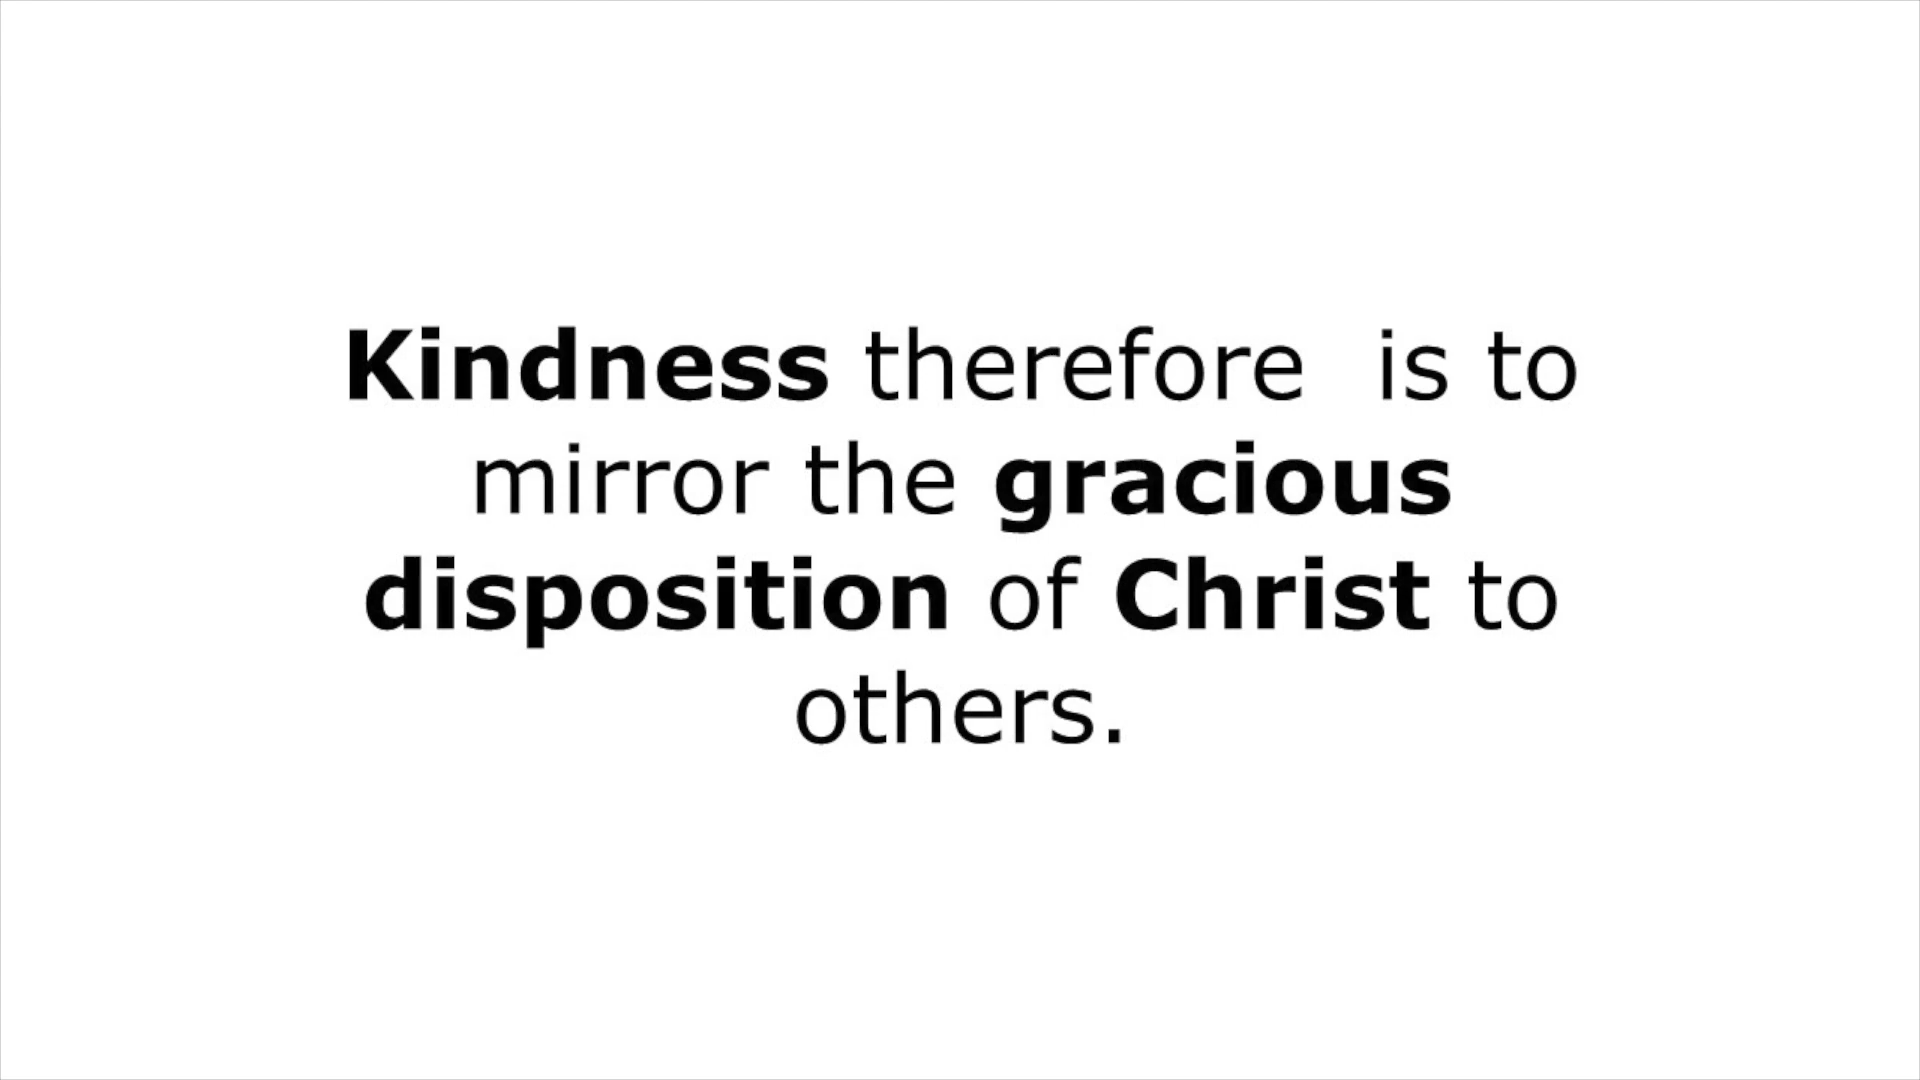 Kindness therefore  is to
mirror the gracious
disposition of Christ to
others.